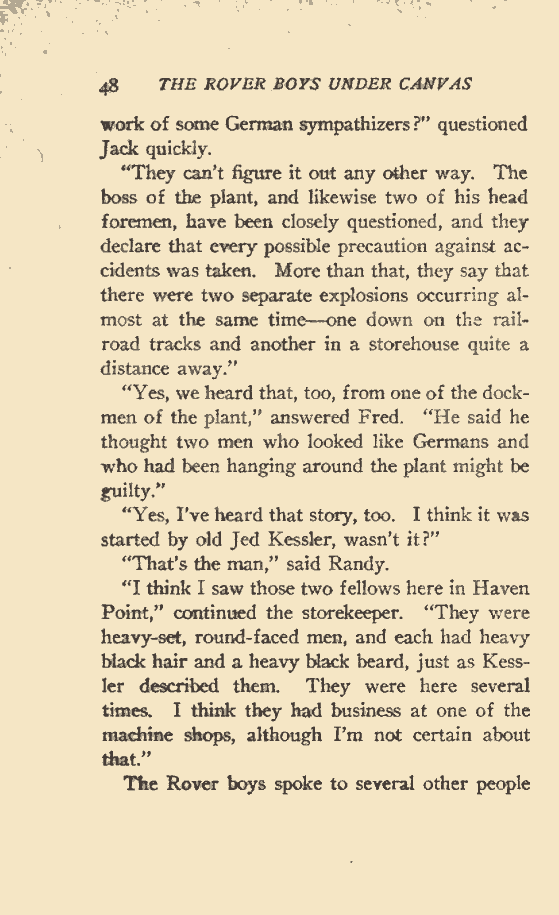 48 THE ROVER BOYS UNDER CANVAS
work of some German sympathizers?" questioned
Jack quickly.
"They can't figure it out any other way. The
boss of the plant, and likewise two of his head
foremen, have been closely questioned, and they
declare that every possible precaution against ac-
cidents was taken. More than that, they say that
there were two separate explosions occurring al-
most at the same time—one down on the rail-
road tracks and another in a storehouse quite a
distance away."
"Yes, we heard that, too, from one of the dock-
men of the plant," answered Fred. "He said he
thought two men who looked like Germans and
who had been hanging around the plant might be
guilty."
"Yes, I've heard that story, too. I think it was
started by old Jed Kessler, wasn't it?"
"That's the man," said Randy.
"I think I saw those two fellows here in Haven
Point," continued the storekeeper. "They were
heavy-set, round-faced men, and each had heavy
black hair and a heavy black beard, just as Kess-
ler described them. They were here several
times. I think they had business at one of the
machine shops, although I'm not certain about
that."
The Rover boys spoke to several other people